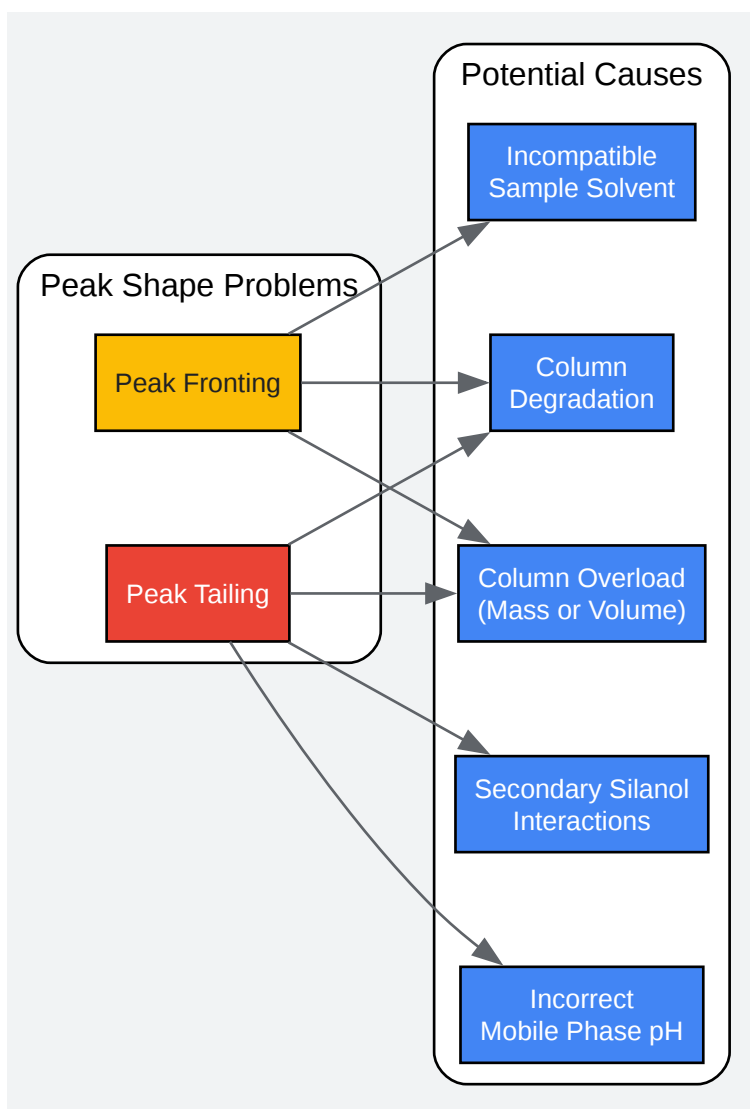 Potential Causes
Incompatible
Sample Solvent
Peak Shape Problems
Peak Fronting
Column
Degradation
Peak Tailing
Column Overload
(Mass or Volume)
Secondary Silanol
Interactions
Incorrect
Mobile Phase pH